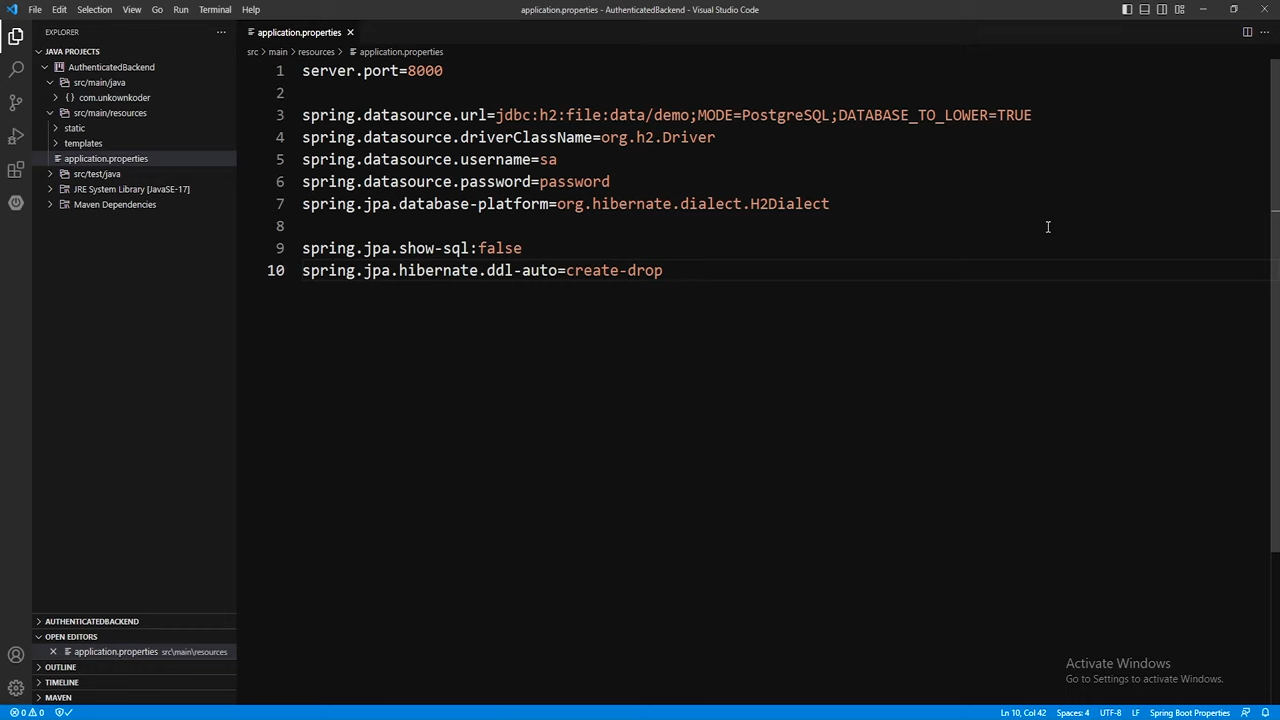 File Edit Selection View Go Run Terminal Help
application.properties - AuthenticatedBackend - Visual Studio Code
EXPLORER
JAVA PROJECTS
AuthenticatedBackend
src/main/java
{} com.unkownkoder
src/main/resources
static
templates
application.properties
src/test/java
JRE System Library [JavaSE-17]
Maven Dependencies
AUTHENTICATEDBACKEND
OPEN EDITORS
application.properties src\main\resources
OUTLINE
TIMELINE
MAVEN
application.properties
src > main > resources > application.properties
1 server.port=8000
2
3 spring.datasource.url=jdbc:h2:file:data/demo;MODE=PostgreSQL;DATABASE_TO_LOWER=TRUE
4 spring.datasource.driverClassName=org.h2.Driver
5 spring.datasource.username=sa
6 spring.datasource.password=password
7 spring.jpa.database-platform=org.hibernate.dialect.H2Dialect
8
9 spring.jpa.show-sql:false
10 spring.jpa.hibernate.ddl-auto=create-drop
Activate Windows
Go to Settings to activate Windows.
0 0
Ln 10, Col 42 Spaces: 4 UTF-8 LF Spring Boot Properties